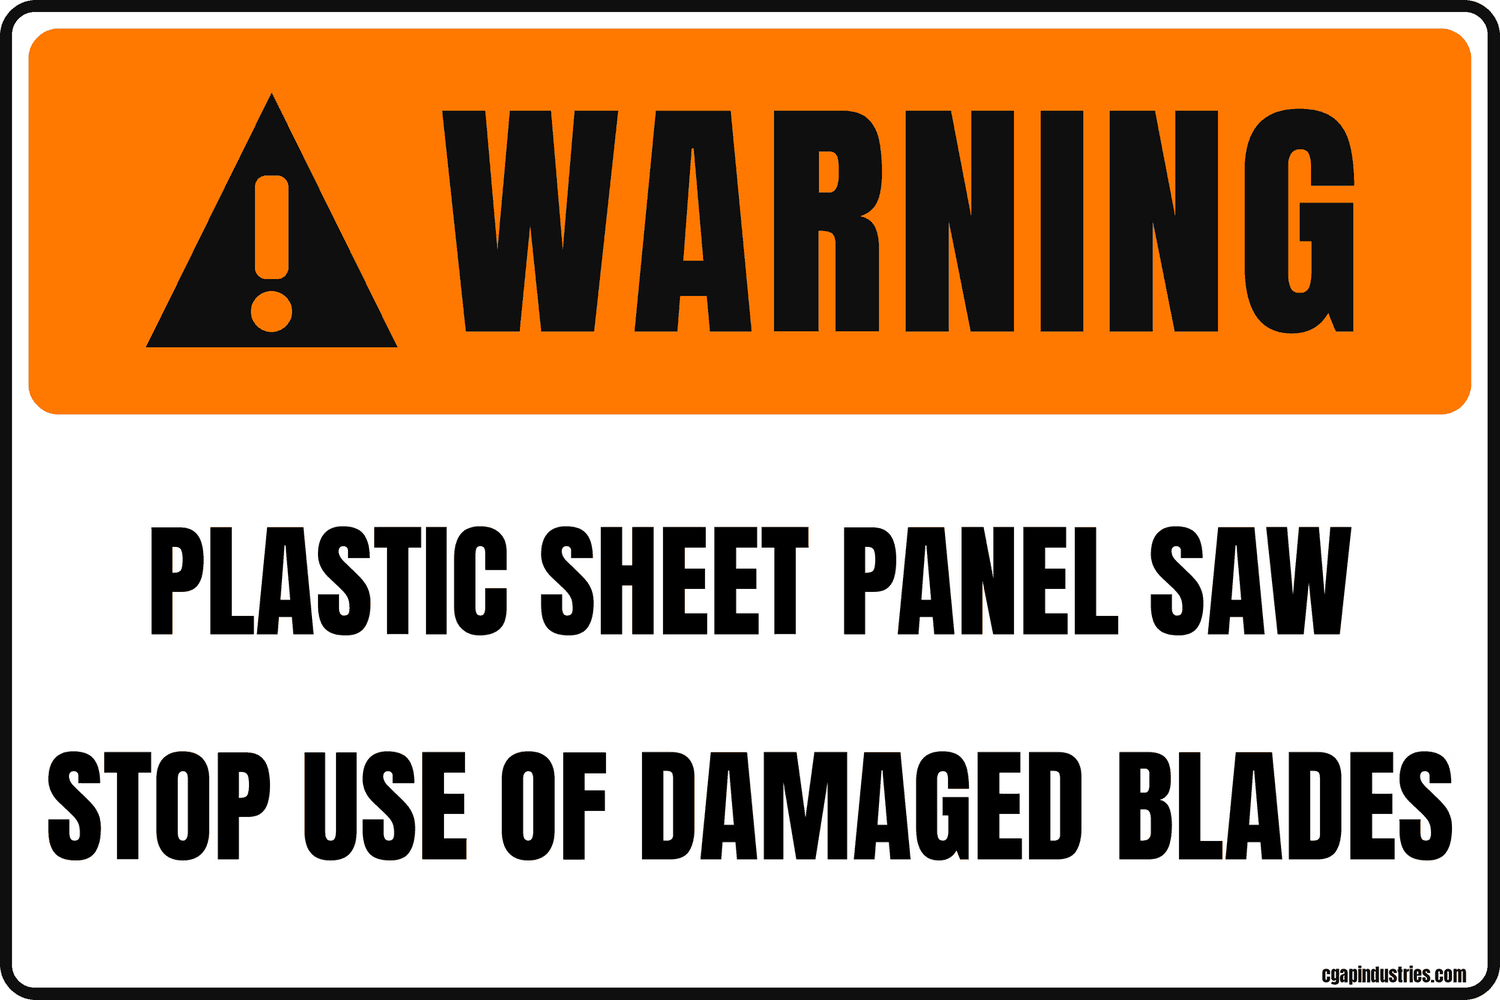 WARNING
PLASTIC SHEET PANEL SAW
STOP USE OF DAMAGED BLADES
cgapindustries.com